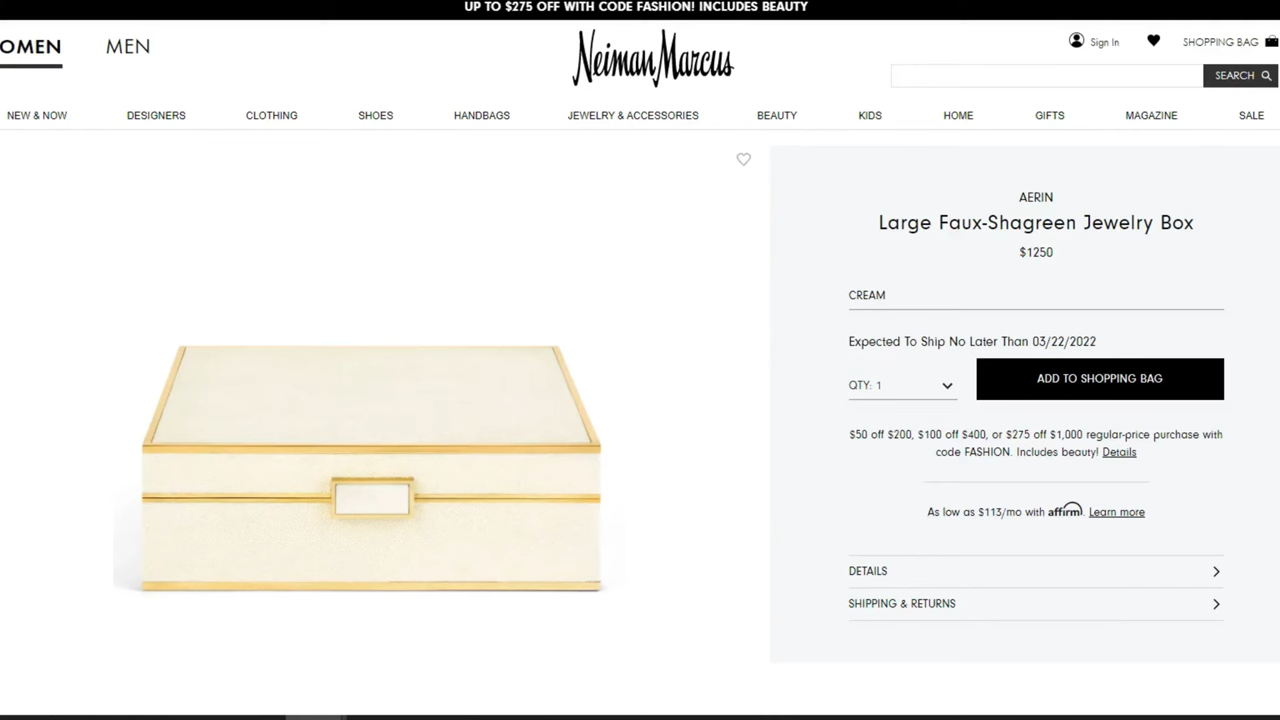 UP TO $275 OFF WITH CODE FASHION! INCLUDES BEAUTY
OMEN MEN
Neiman Marcus
Sign In
SHOPPING BAG
SEARCH
NEW & NOW DESIGNERS CLOTHING SHOES HANDBAGS JEWELRY & ACCESSORIES BEAUTY KIDS HOME GIFTS MAGAZINE SALE
AERIN
Large Faux-Shagreen Jewelry Box
$1250
CREAM
Expected To Ship No Later Than 03/22/2022
QTY: 1
ADD TO SHOPPING BAG
$50 off $200, $100 off $400, or $275 off $1,000 regular-price purchase with
code FASHION. Includes beauty! Details
As low as $113/mo with affirm. Learn more
DETAILS
SHIPPING & RETURNS